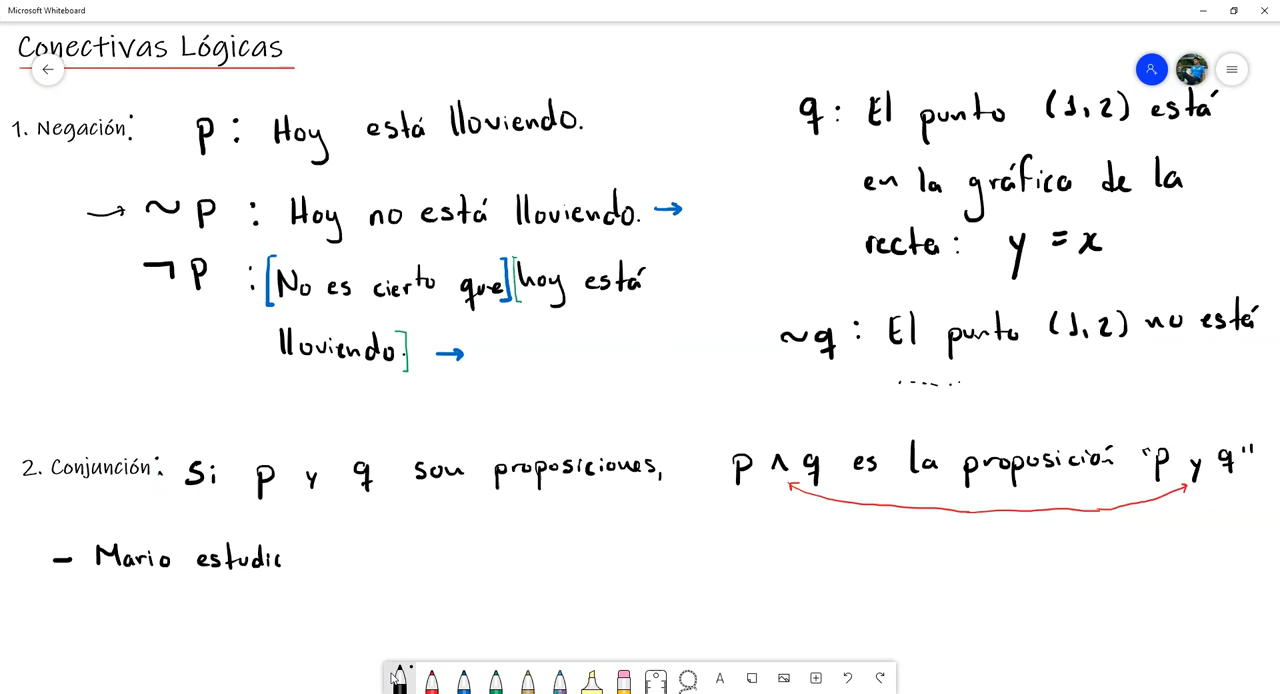 Microsoft Whiteboard
Conectivas Lógicas
1. Negación: p : Hoy está lloviendo.
→ ~ p : Hoy no está lloviendo. →
¬ p : [No es cierto que] [hoy está
lloviendo.] →
q : El punto (1,2) está
en la gráfica de la
recta: y = x
~q : El punto (1,2) no está
......
2. Conjunción: Si p y q son proposiciones, p ∧ q es la proposición "p y q"
- Mario estudi